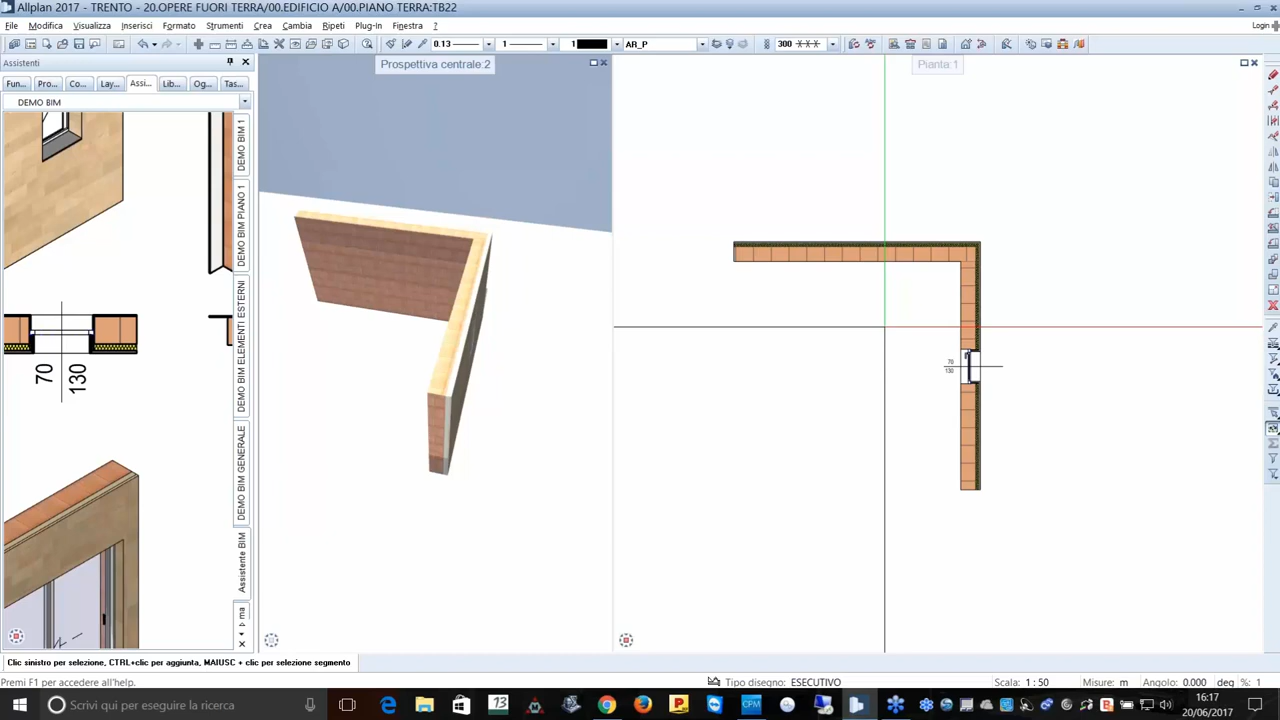 Allplan 2017 - TRENTO - 20.OPERE FUORI TERRA/00.EDIFICIO A/00.PIANO TERRA:TB22
File Modifica Visualizza Inserisci Formato Strumenti Crea Cambia Ripeti Plug-In Finestra ?
Login
0.13 1 1 AR_P 300
Assistenti
Fun... Pro... Co... Lay... Assi... Lib... Og... Tas...
DEMO BIM
Prospettiva centrale:2
Pianta:1
DEMO BIM 1
DEMO BIM PIANO 1
DEMO BIM ELEMENTI ESTERNI
DEMO BIM GENERALE
Assistente BIM
ma
70
130
70
130
Clic sinistro per selezione, CTRL+clic per aggiunta, MAIUSC + clic per selezione segmento
Premi F1 per accedere all'help.
Tipo disegno: ESECUTIVO
Scala: 1 : 50
Misure: m
Angolo: 0.000
deg
%: 1
Scrivi qui per eseguire la ricerca
13
CPM
16:17
20/06/2017